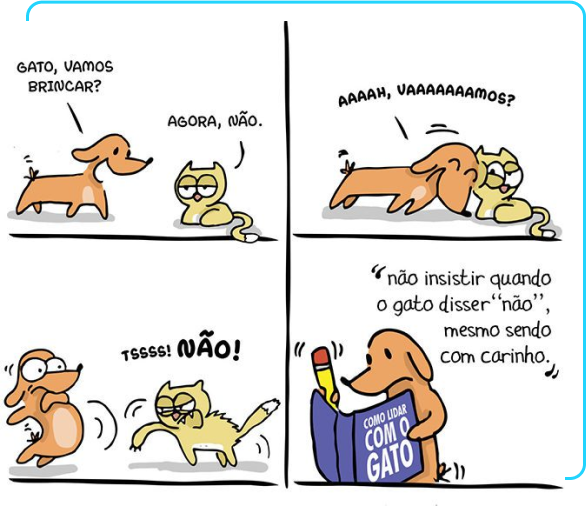 GATO, VAMOS
BRINCAR?
AGORA, NÃO.
AAAAH, VAAAAAAAMOS?
TSSSS! NÃO!
“não insistir quando
o gato disser “não”,
mesmo sendo
com carinho.„
COMO LIDAR
COM O
GATO